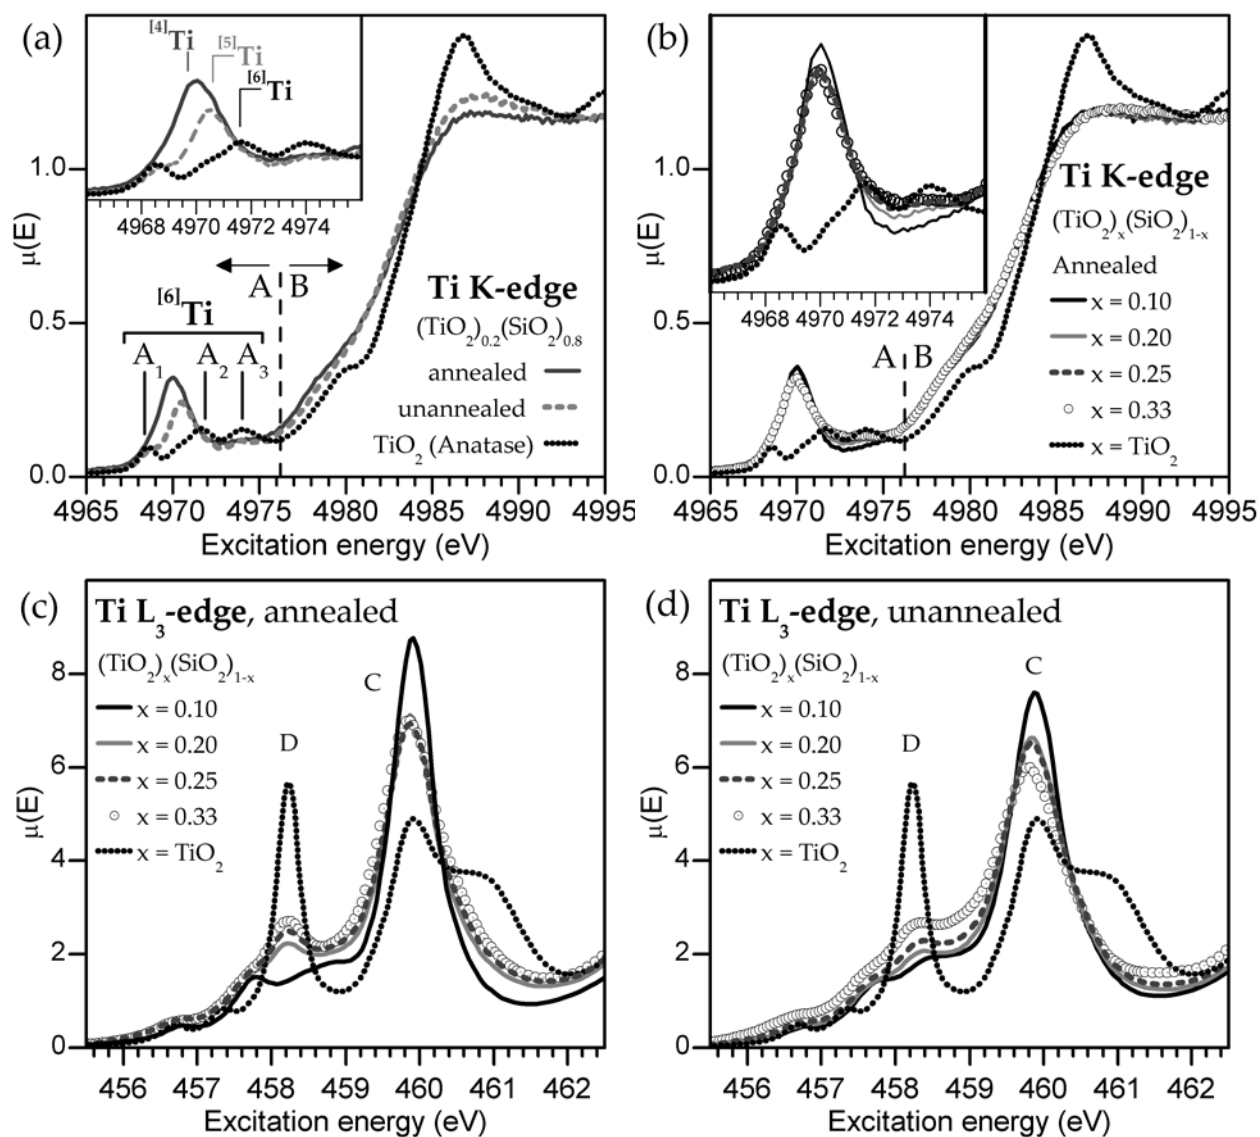 (a)
[4]Ti
[5]Ti
[6]Ti
4968 4970 4972 4974
1.0
0.5
0.0
μ(E)
A B
[6]Ti
A1 A2 A3
Ti K-edge
(TiO2)0.2(SiO2)0.8
annealed
unannealed
TiO2 (Anatase)
4965 4970 4975 4980 4985 4990 4995
Excitation energy (eV)
(b)
4968 4970 4972 4974
1.0
0.5
0.0
μ(E)
A B
Ti K-edge
(TiO2)x(SiO2)1-x
Annealed
x = 0.10
x = 0.20
x = 0.25
x = 0.33
x = TiO2
4965 4970 4975 4980 4985 4990 4995
Excitation energy (eV)
(c)
Ti L3-edge, annealed
(TiO2)x(SiO2)1-x
x = 0.10
x = 0.20
x = 0.25
x = 0.33
x = TiO2
C
D
8
6
4
2
0
μ(E)
456 457 458 459 460 461 462
Excitation energy (eV)
(d)
Ti L3-edge, unannealed
(TiO2)x(SiO2)1-x
x = 0.10
x = 0.20
x = 0.25
x = 0.33
x = TiO2
C
D
8
6
4
2
0
μ(E)
456 457 458 459 460 461 462
Excitation energy (eV)